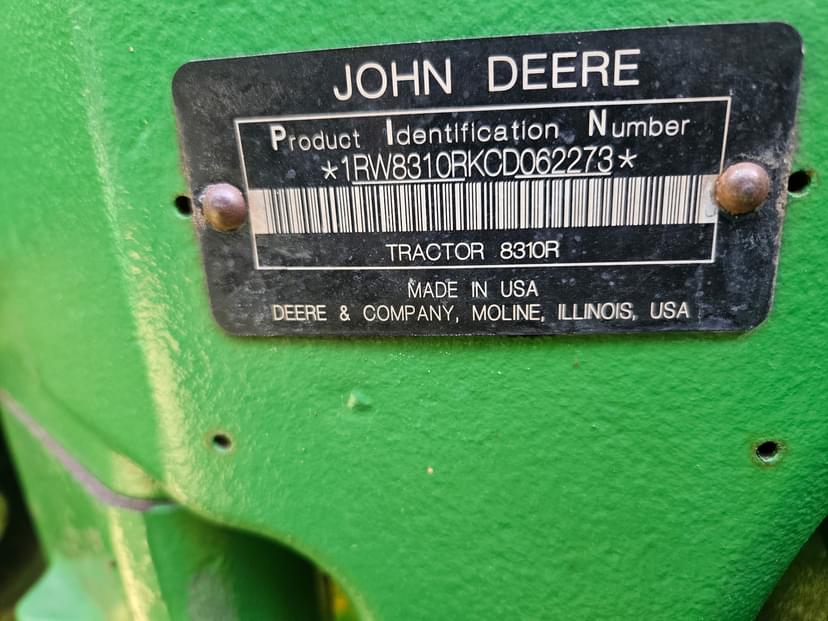 JOHN DEERE
Product Identification Number
*1RW8310RKCD062273*
TRACTOR 8310R
MADE IN USA
DEERE & COMPANY, MOLINE, ILLINOIS, USA